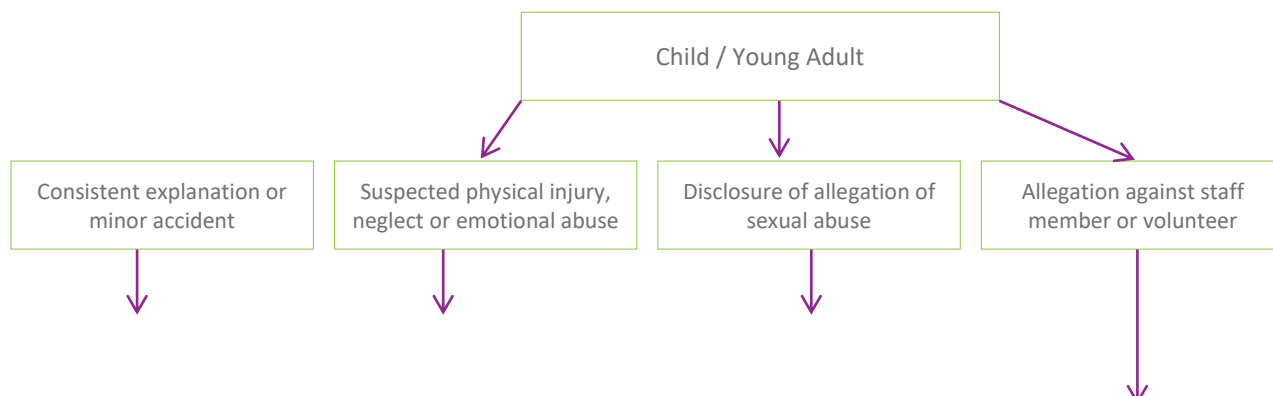 Child / Young Adult
Consistent explanation or
minor accident
Suspected physical injury,
neglect or emotional abuse
Disclosure of allegation of
sexual abuse
Allegation against staff
member or volunteer